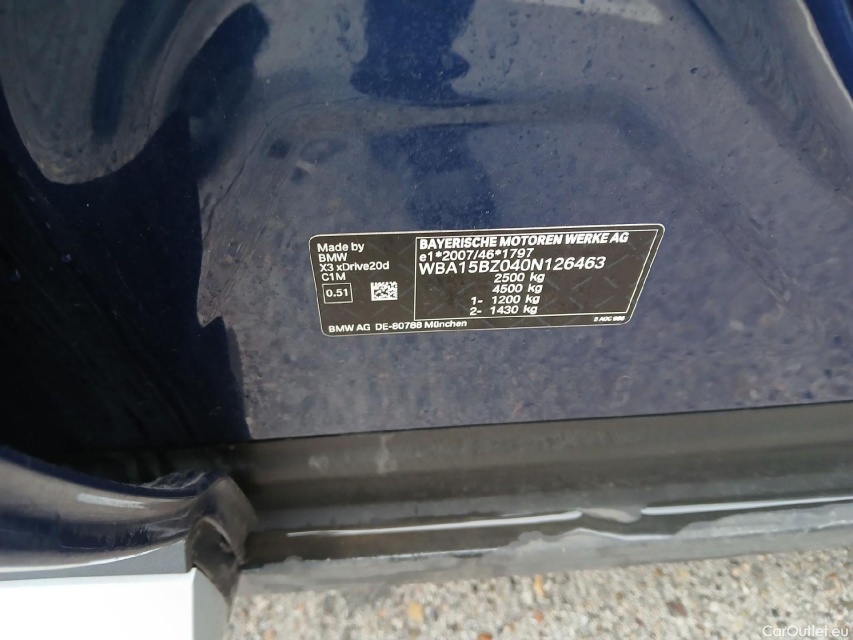 Made by
BMW
X3 xDrive20d
C1M
0.51
BAYERISCHE MOTOREN WERKE AG
e1*2007/46*1797
WBA15BZ040N126463
2500 kg
4500 kg
1- 1200 kg
2- 1430 kg
BMW AG DE-80788 München
CarOutlet.eu